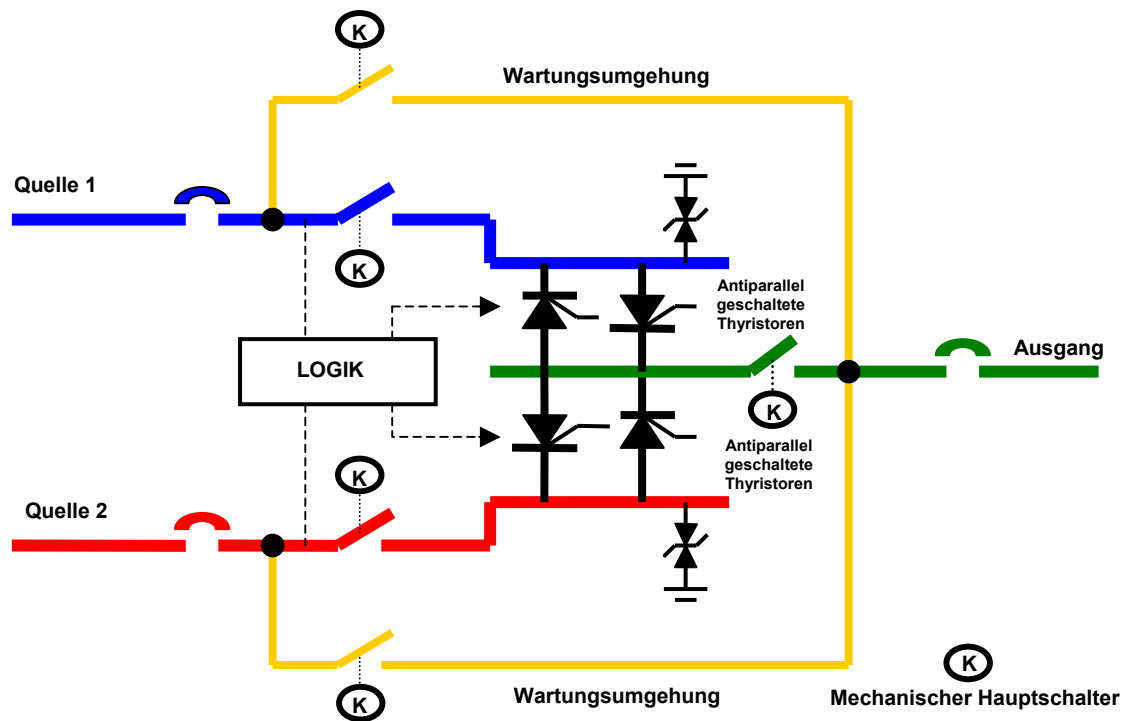 K
Wartungsumgehung
Quelle 1
K
Antiparallel
geschaltete
Thyristoren
LOGIK
Ausgang
K
Antiparallel
geschaltete
Thyristoren
K
Quelle 2
K
Wartungsumgehung
K
Mechanischer Hauptschalter